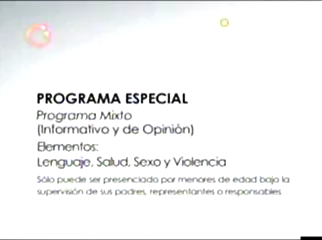 PROGRAMA ESPECIAL
Programa Mixto
(Informativo y de Opinión)
Elementos:
Lenguaje, Salud, Sexo y Violencia
Sólo puede ser presenciado por menores de edad bajo la
supervisión de sus padres, representantes o responsables